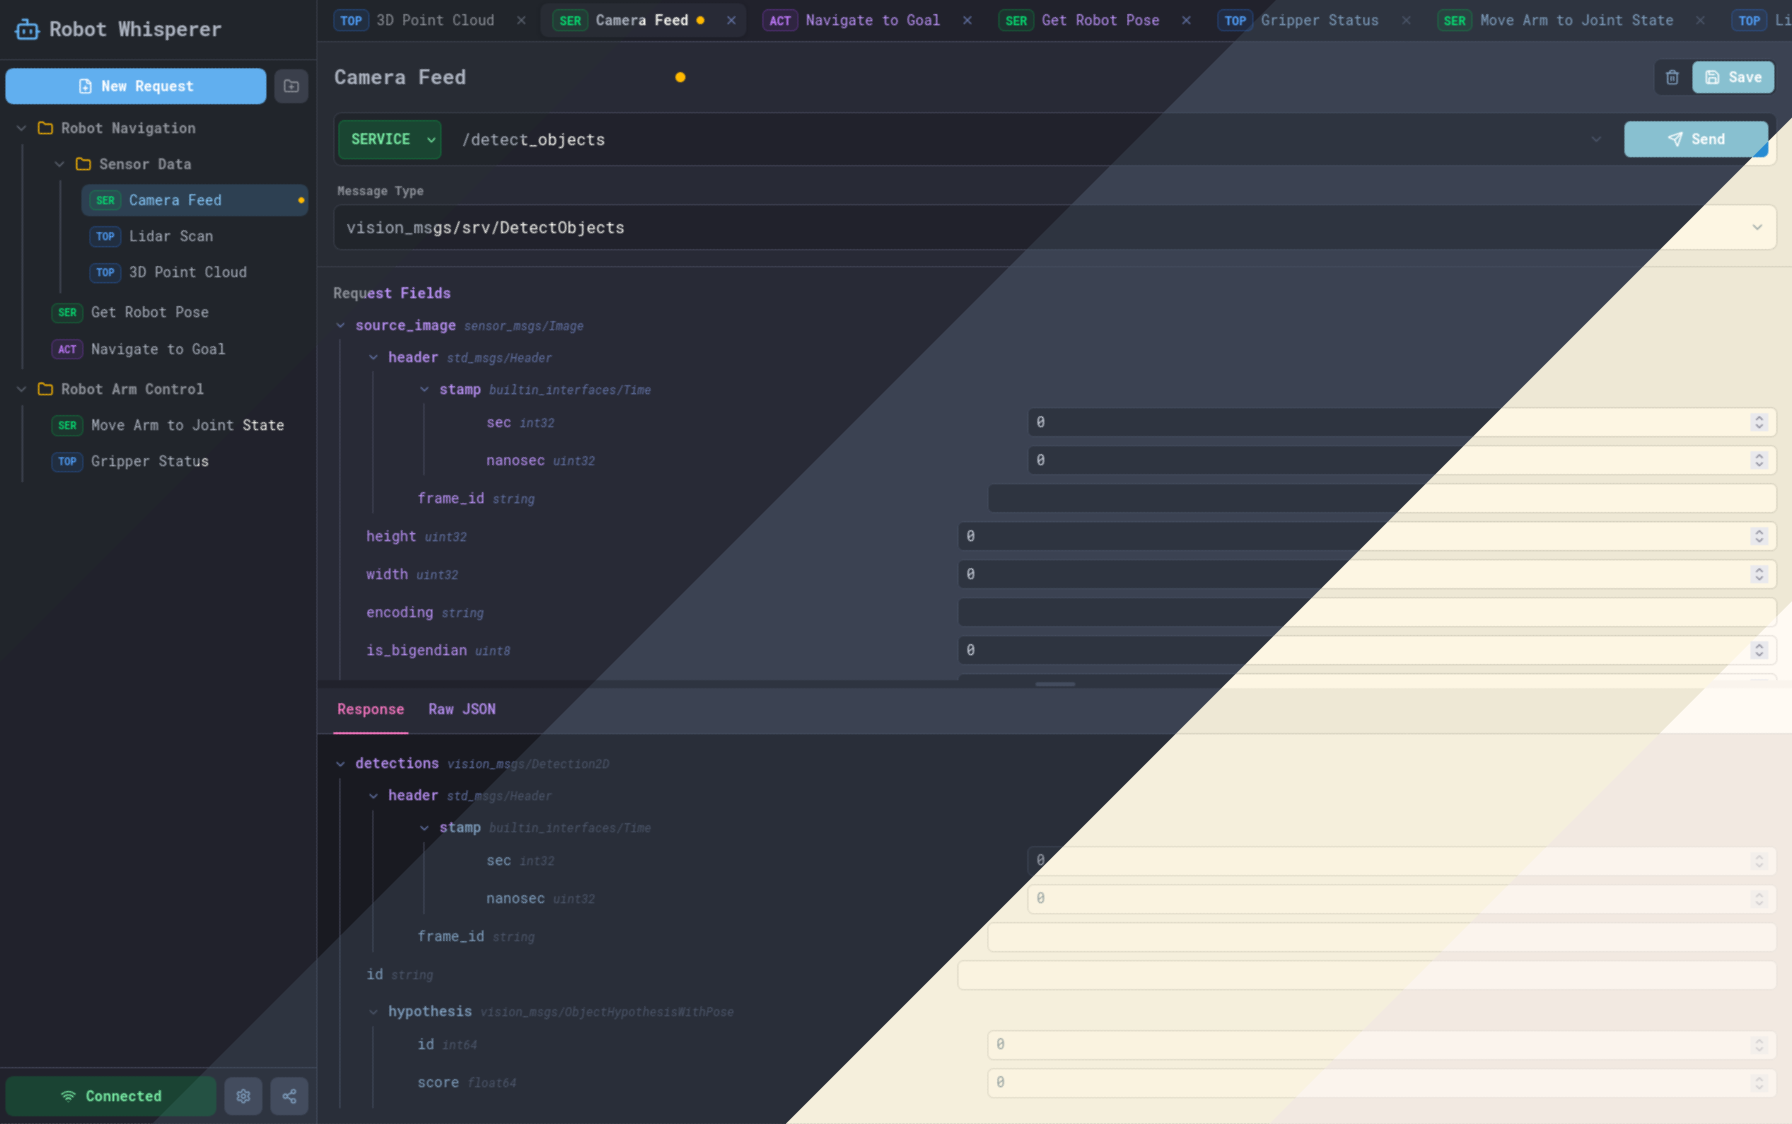 Robot Whisperer
New Request
Robot Navigation
Sensor Data
SER Camera Feed
TOP Lidar Scan
TOP 3D Point Cloud
SER Get Robot Pose
ACT Navigate to Goal
Robot Arm Control
SER Move Arm to Joint State
TOP Gripper Status
Connected
TOP 3D Point Cloud × SER Camera Feed × ACT Navigate to Goal × SER Get Robot Pose × TOP Gripper Status × SER Move Arm to Joint State × TOP Li
Camera Feed
Save
SERVICE /detect_objects
Send
Message Type
vision_msgs/srv/DetectObjects
Request Fields
source_image sensor_msgs/Image
header std_msgs/Header
stamp builtin_interfaces/Time
sec int32 0
nanosec uint32 0
frame_id string
height uint32 0
width uint32 0
encoding string
is_bigendian uint8 0
Response Raw JSON
detections vision_msgs/Detection2D
header std_msgs/Header
stamp builtin_interfaces/Time
sec int32 0
nanosec uint32 0
frame_id string
id string
hypothesis vision_msgs/ObjectHypothesisWithPose
id int64 0
score float64 0